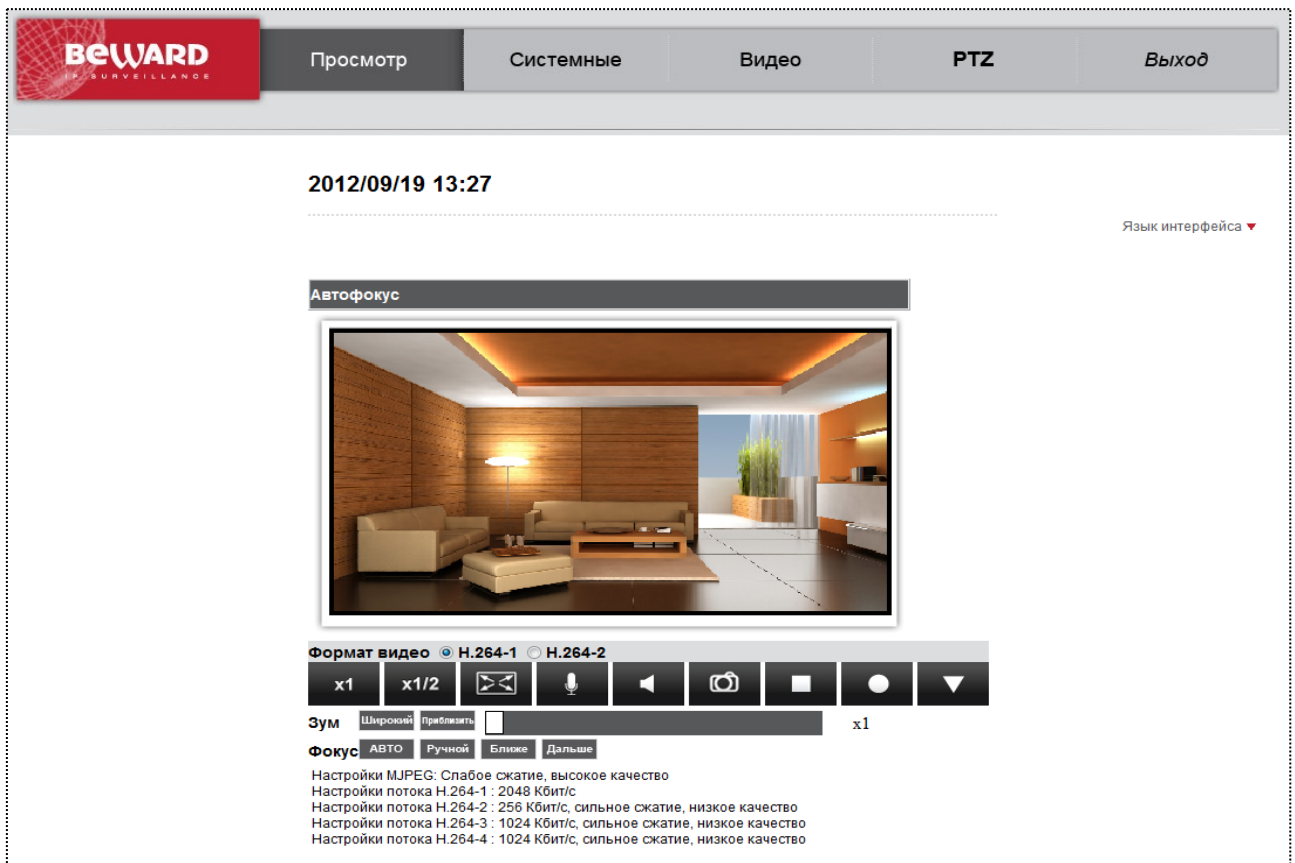 BEWARD
IP SURVEILLANCE
Просмотр Системные Видео PTZ Выход
2012/09/19 13:27
Язык интерфейса
Автофокус
Формат видео H.264-1 H.264-2
x1 x1/2
Зум Широкий Приблизить x1
Фокус АВТО Ручной Ближе Дальше
Настройки MJPEG: Слабое сжатие, высокое качество
Настройки потока H.264-1 : 2048 Кбит/с
Настройки потока H.264-2 : 256 Кбит/с, сильное сжатие, низкое качество
Настройки потока H.264-3 : 1024 Кбит/с, сильное сжатие, низкое качество
Настройки потока H.264-4 : 1024 Кбит/с, сильное сжатие, низкое качество